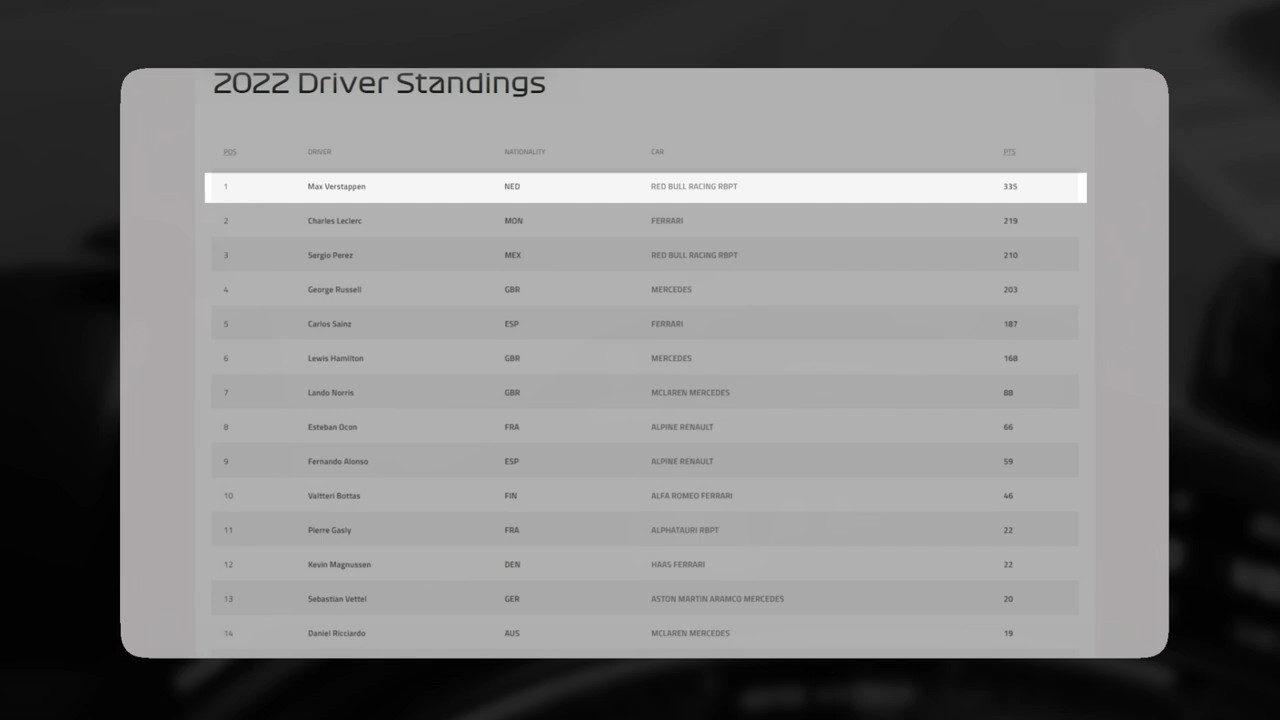 2022 Driver Standings
POS DRIVER NATIONALITY CAR PTS
1 Max Verstappen NED RED BULL RACING RBPT 335
2 Charles Leclerc MON FERRARI 219
3 Sergio Perez MEX RED BULL RACING RBPT 210
4 George Russell GBR MERCEDES 203
5 Carlos Sainz ESP FERRARI 187
6 Lewis Hamilton GBR MERCEDES 168
7 Lando Norris GBR MCLAREN MERCEDES 88
8 Esteban Ocon FRA ALPINE RENAULT 66
9 Fernando Alonso ESP ALPINE RENAULT 59
10 Valtteri Bottas FIN ALFA ROMEO FERRARI 46
11 Pierre Gasly FRA ALPHATAURI RBPT 22
12 Kevin Magnussen DEN HAAS FERRARI 22
13 Sebastian Vettel GER ASTON MARTIN ARAMCO MERCEDES 20
14 Daniel Ricciardo AUS MCLAREN MERCEDES 19